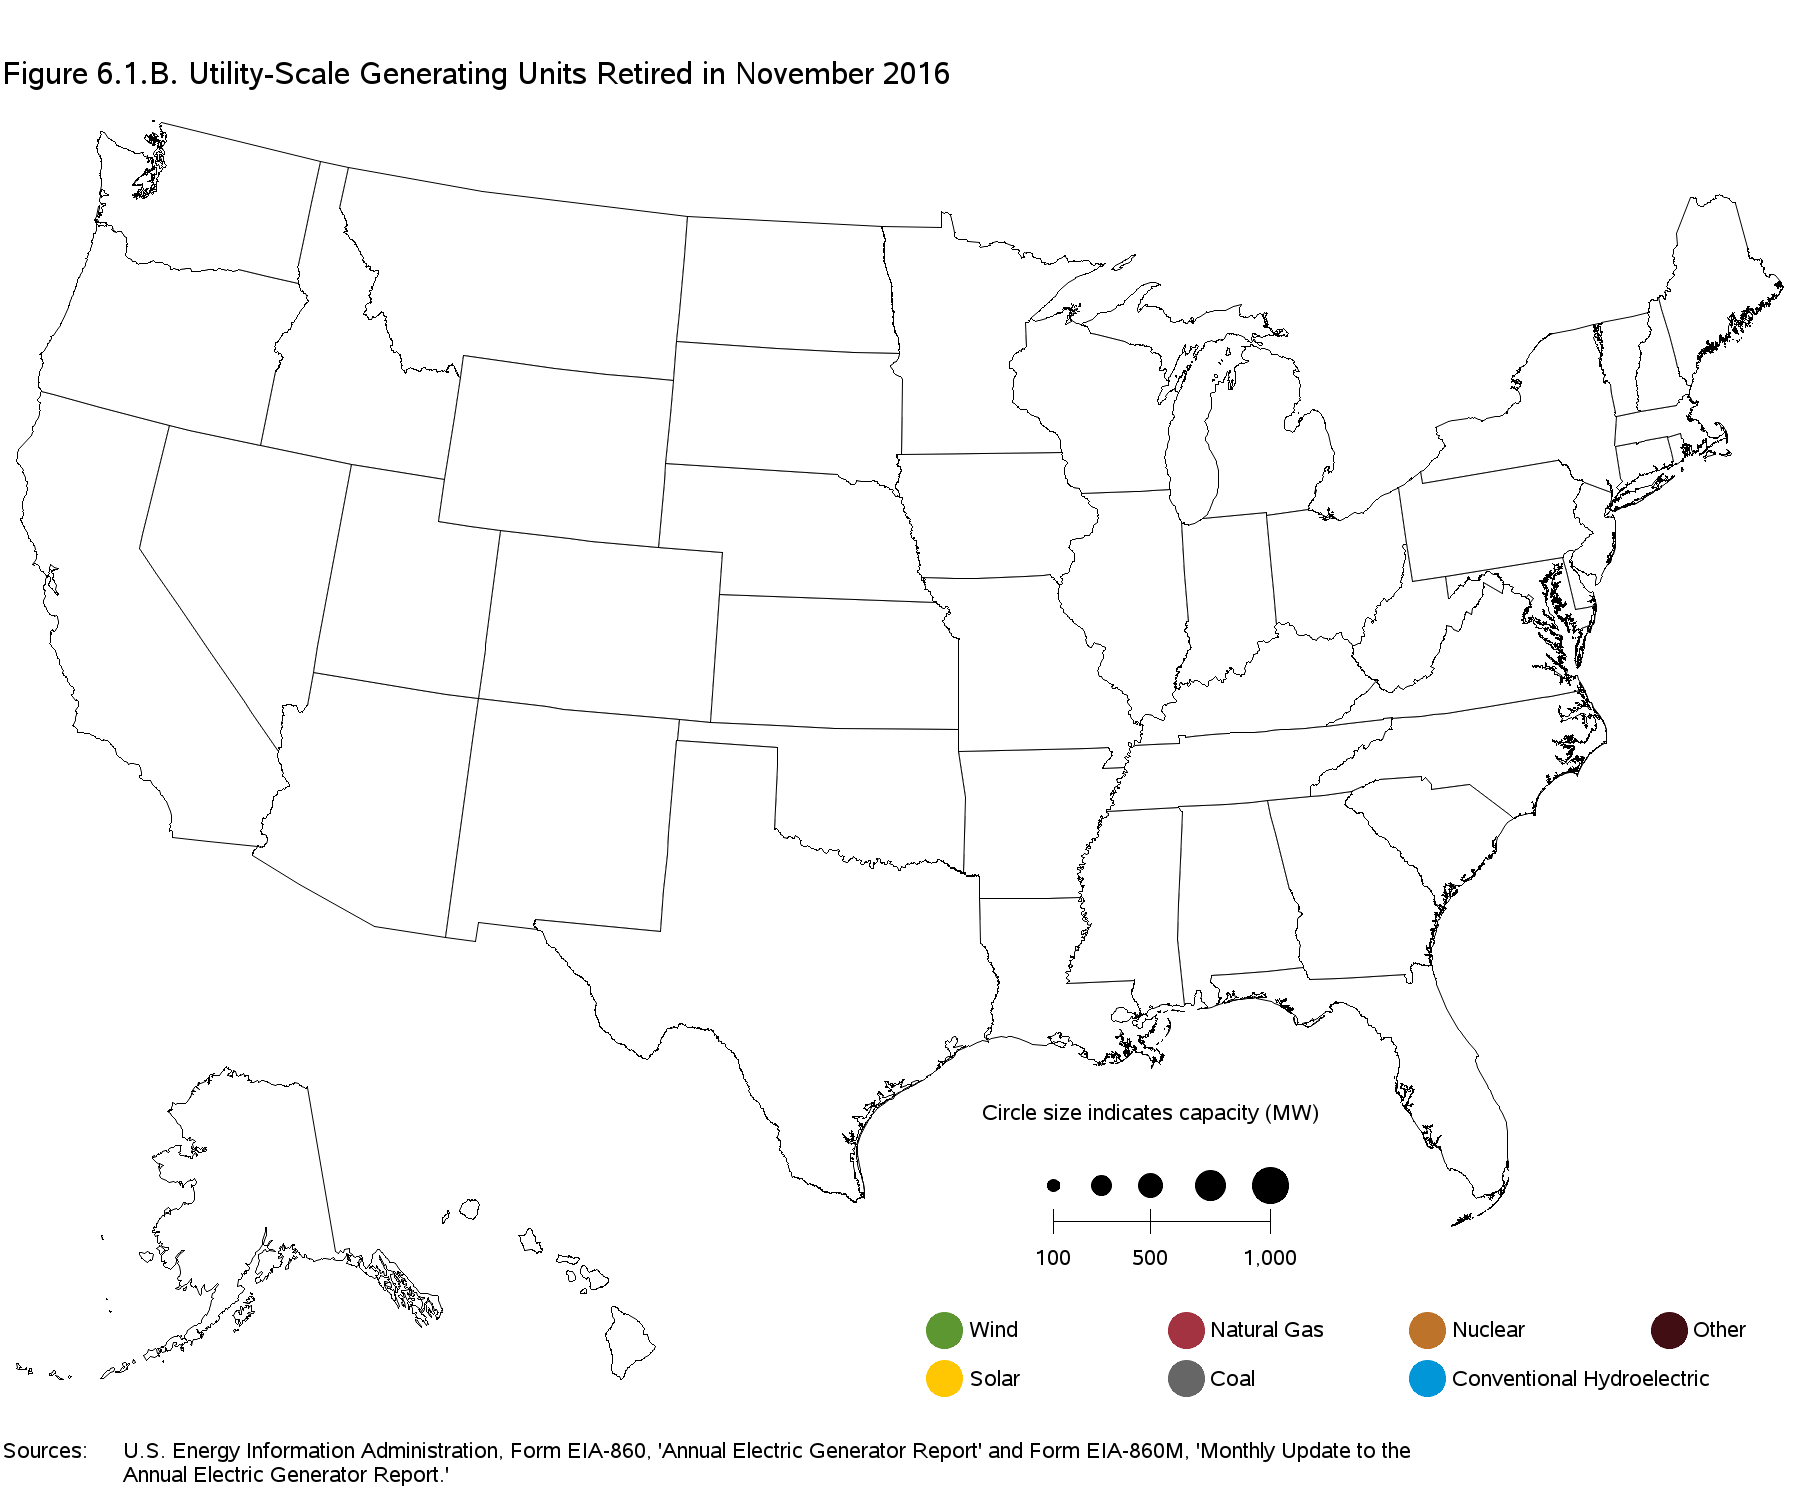 Figure 6.1.B. Utility-Scale Generating Units Retired in November 2016
Circle size indicates capacity (MW)
100 500 1,000
Wind Natural Gas Nuclear Other
Solar Coal Conventional Hydroelectric
Sources: U.S. Energy Information Administration, Form EIA-860, 'Annual Electric Generator Report' and Form EIA-860M, 'Monthly Update to the
Annual Electric Generator Report.'